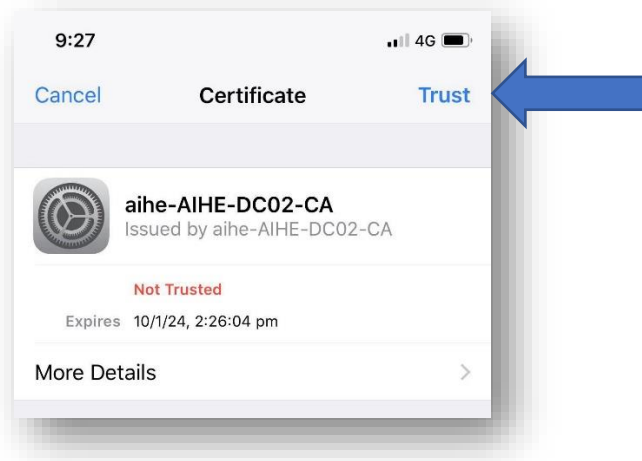 9:27
4G
Cancel Certificate Trust
aihe-AIHE-DC02-CA
Issued by aihe-AIHE-DC02-CA
Not Trusted
Expires 10/1/24, 2:26:04 pm
More Details